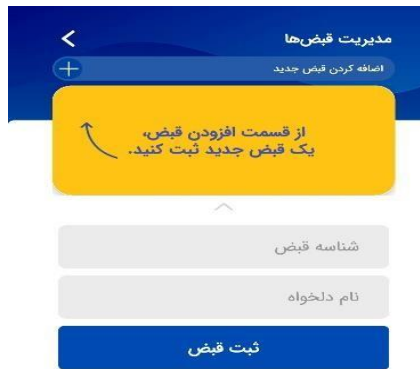 مدیریت قبض‌ها
اضافه کردن قبض جدید
از قسمت افزودن قبض،
یک قبض جدید ثبت کنید.
شناسه قبض
نام دلخواه
ثبت قبض